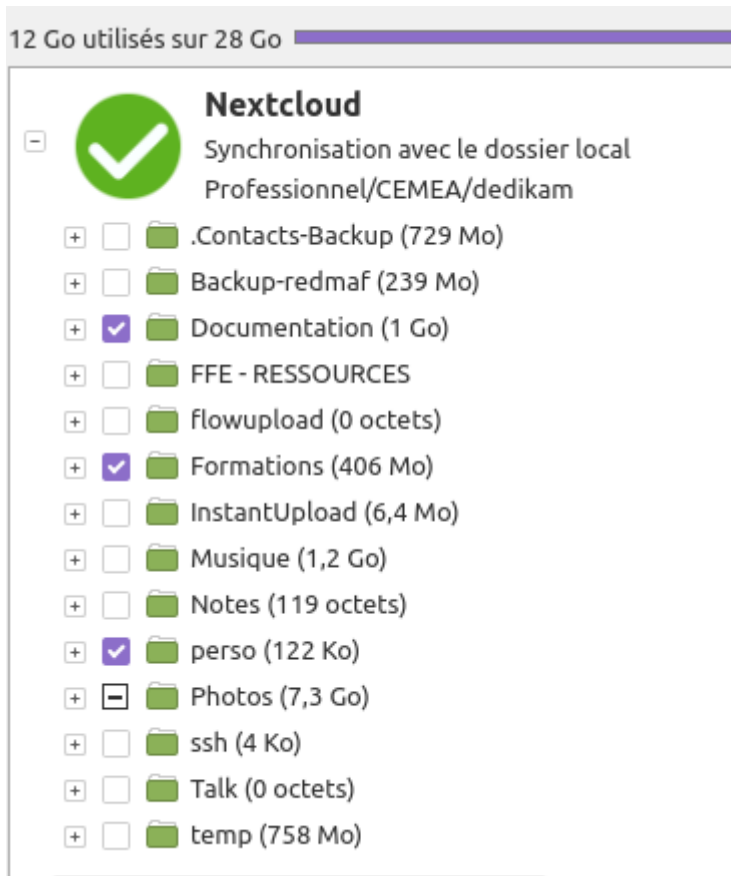 12 Go utilisés sur 28 Go
Nextcloud
Synchronisation avec le dossier local
Professionnel/CEMEA/dedikam
.Contacts-Backup (729 Mo)
Backup-redmaf (239 Mo)
Documentation (1 Go)
FFE - RESSOURCES
flowupload (0 octets)
Formations (406 Mo)
InstantUpload (6,4 Mo)
Musique (1,2 Go)
Notes (119 octets)
perso (122 Ko)
Photos (7,3 Go)
ssh (4 Ko)
Talk (0 octets)
temp (758 Mo)